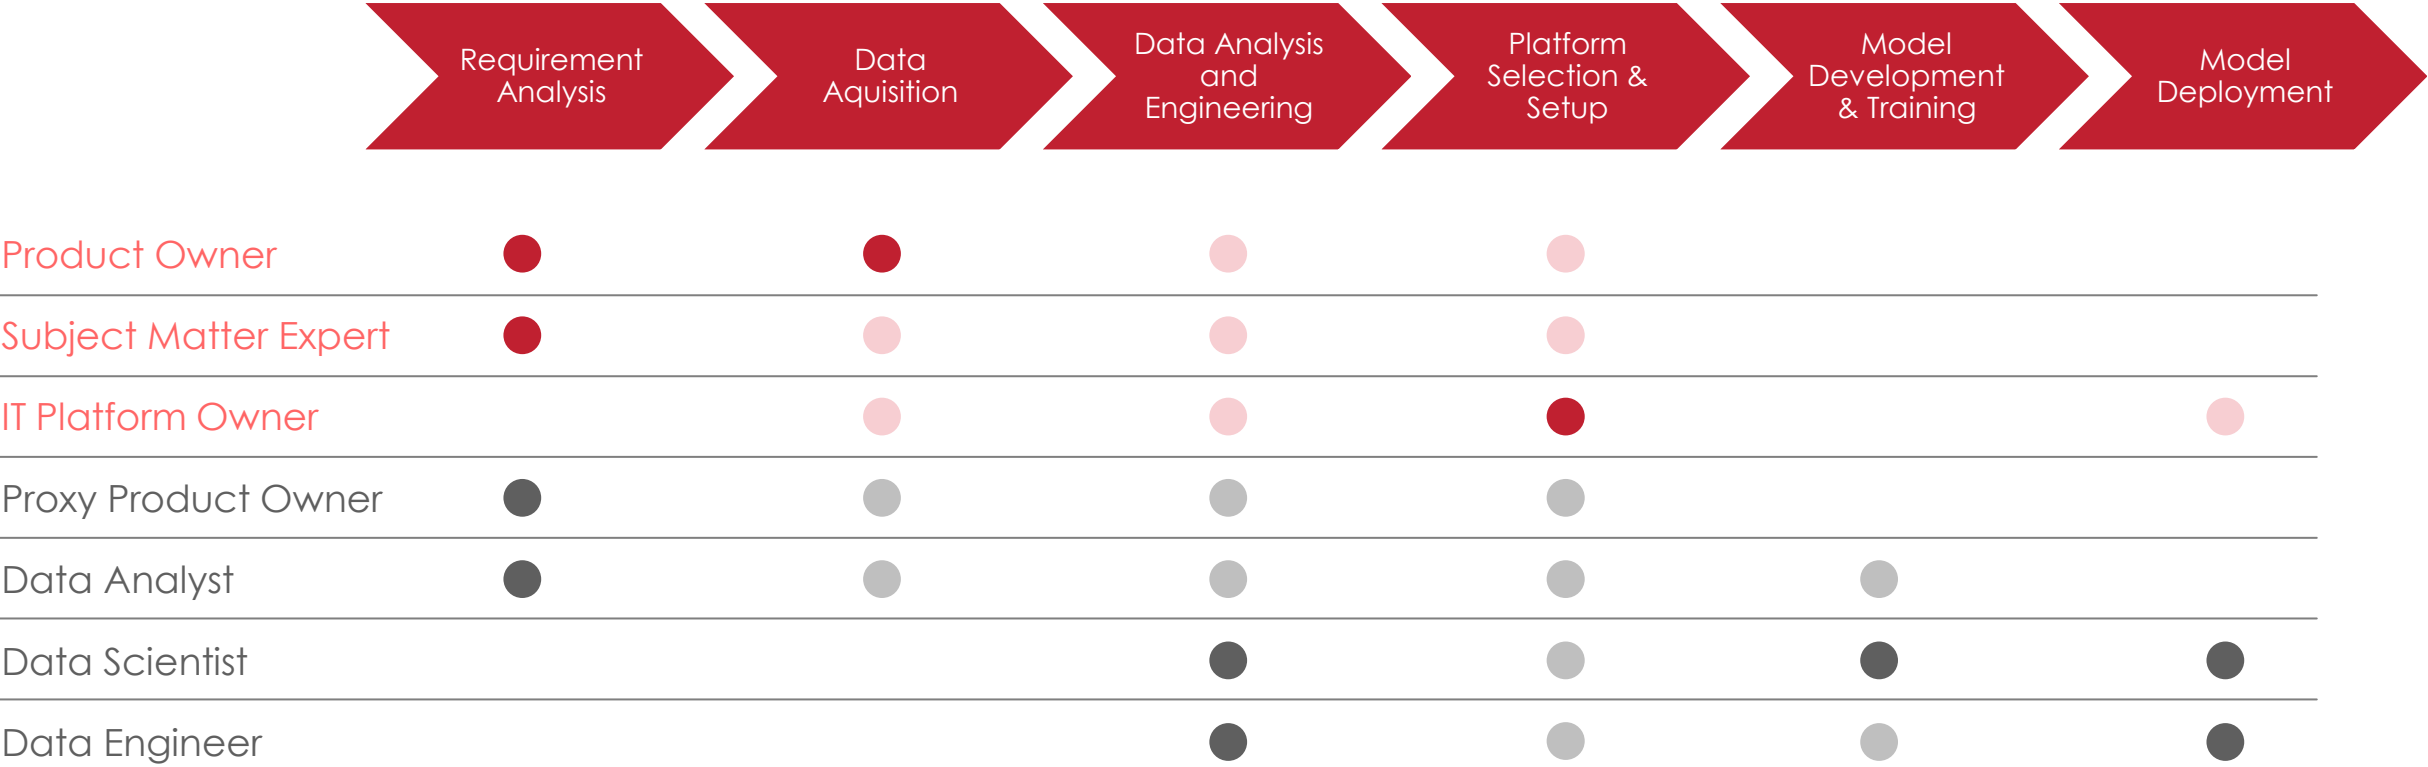 Requirement
Analysis
Data
Aquisition
Data Analysis
and
Engineering
Platform
Selection &
Setup
Model
Development
& Training
Model
Deployment
Product Owner
Subject Matter Expert
IT Platform Owner
Proxy Product Owner
Data Analyst
Data Scientist
Data Engineer